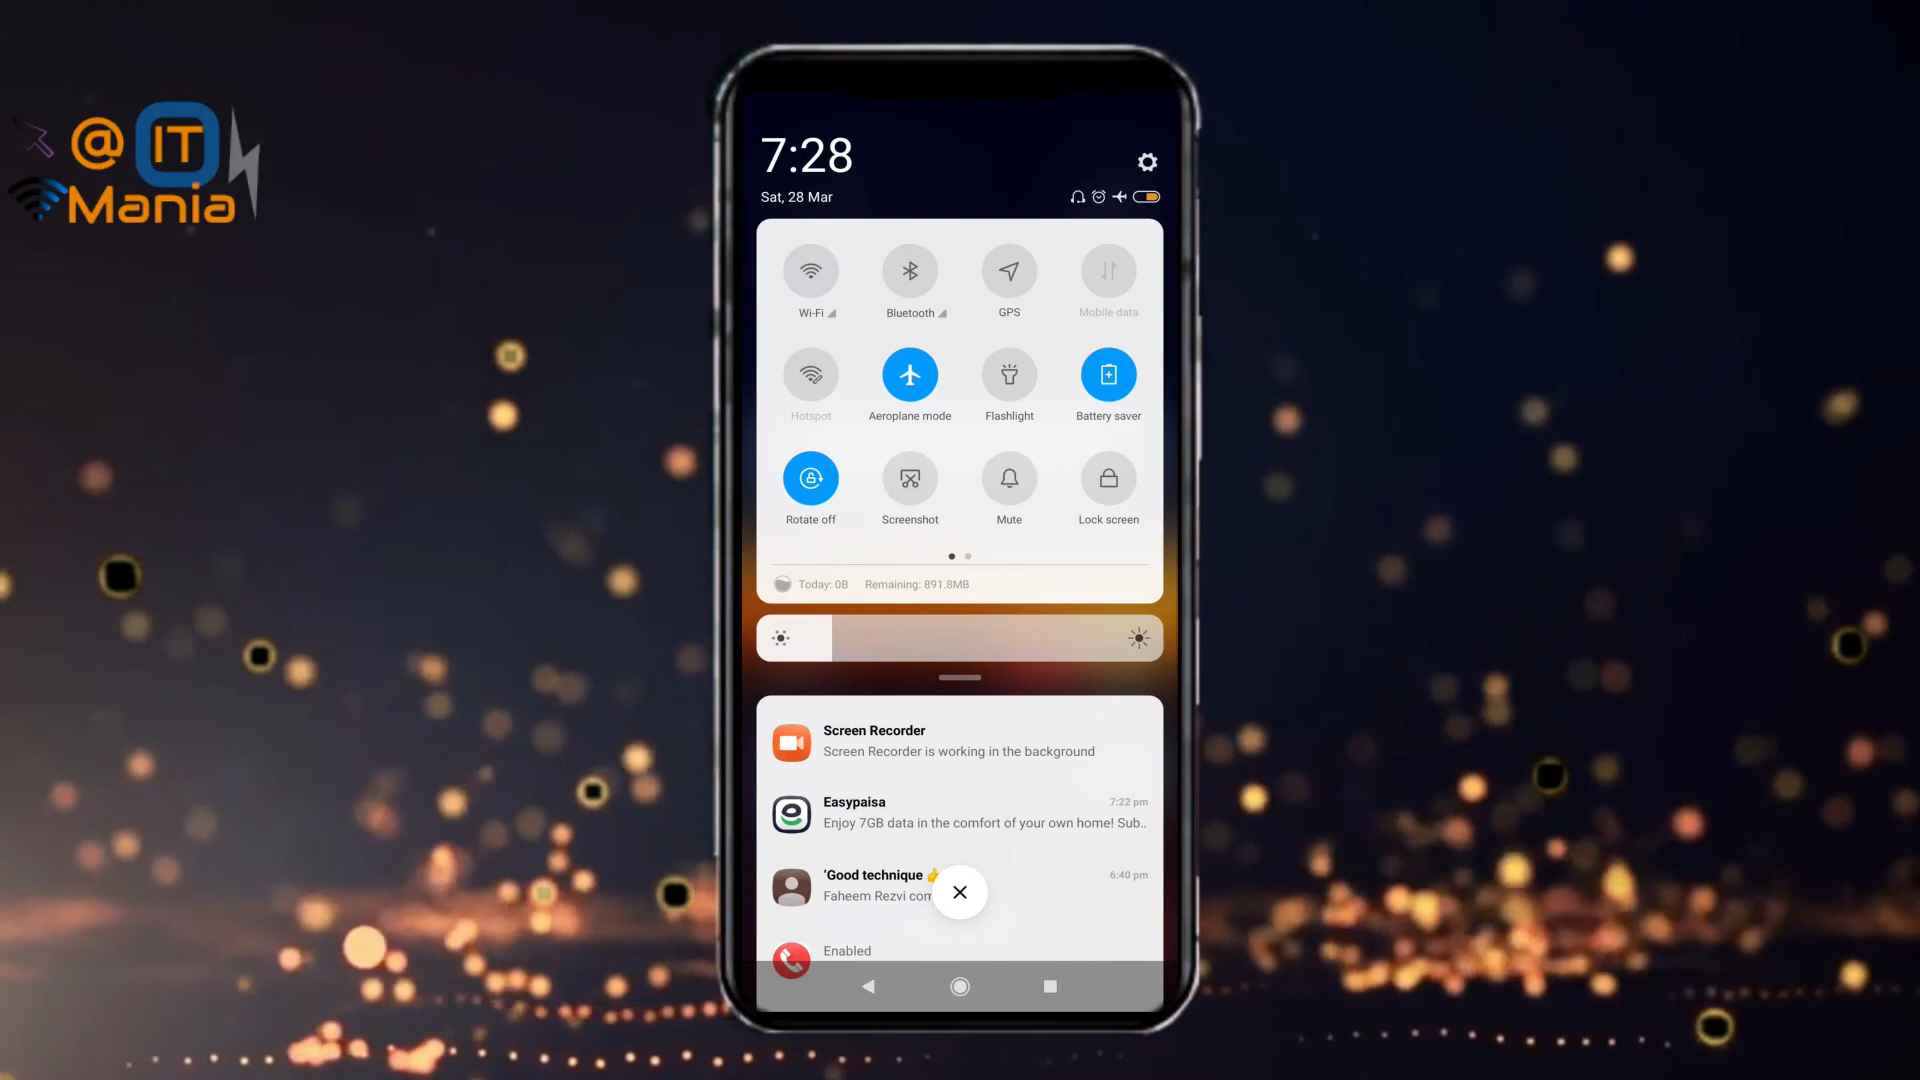 @ IT
Mania
7:28
Sat, 28 Mar
Wi-Fi
Bluetooth
GPS
Mobile data
Hotspot
Aeroplane mode
Flashlight
Battery saver
Rotate off
Screenshot
Mute
Lock screen
Today: 0B Remaining: 891.8MB
Screen Recorder
Screen Recorder is working in the background
Easypaisa 7:22 pm
Enjoy 7GB data in the comfort of your own home! Sub..
‘Good technique 👍 6:40 pm
Faheem Rezvi com
Enabled